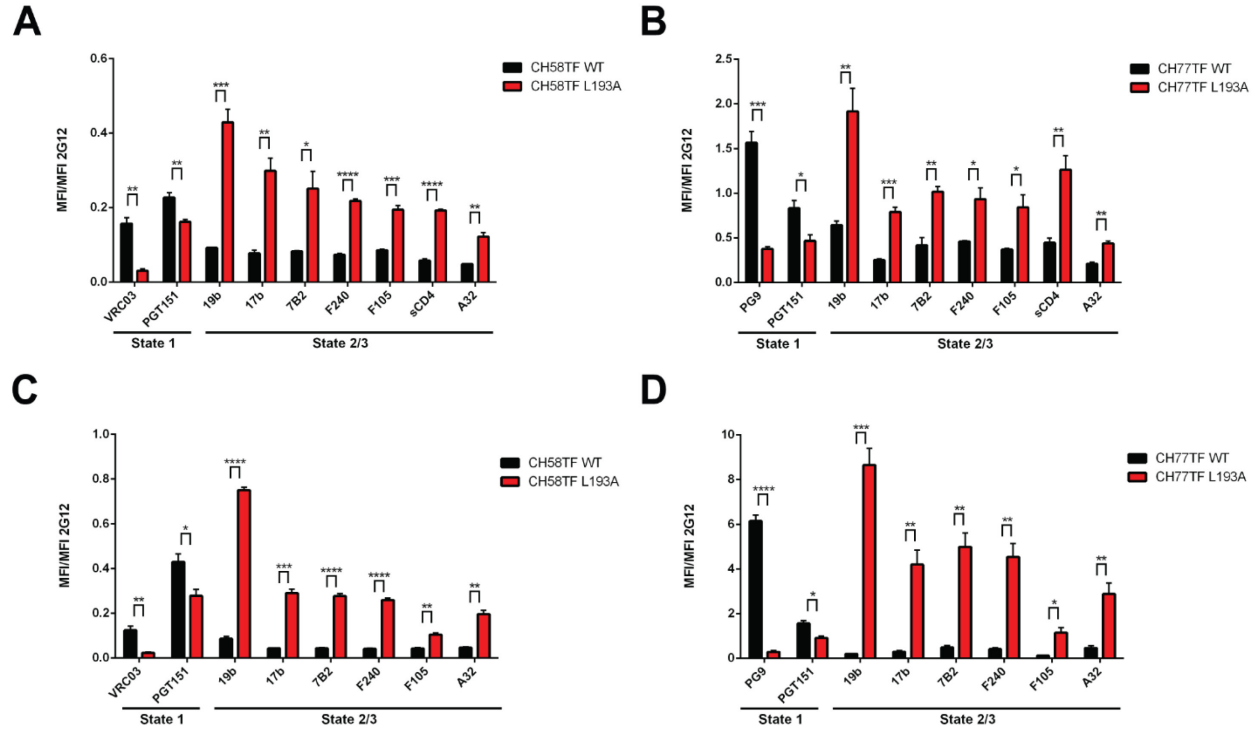 A
0.6
0.4
0.2
0.0
MFI/MFI 2G12
CH58TF WT
CH58TF L193A
** ** *** ** * **** *** **** **
VRC03 PGT151 19b 17b 7B2 F240 F105 sCD4 A32
State 1 State 2/3
B
2.5
2.0
1.5
1.0
0.5
0.0
MFI/MFI 2G12
CH77TF WT
CH77TF L193A
*** * ** *** ** * * ** **
PG9 PGT151 19b 17b 7B2 F240 F105 sCD4 A32
State 1 State 2/3
C
1.0
0.8
0.6
0.4
0.2
0.0
MFI/MFI 2G12
CH58TF WT
CH58TF L193A
** * **** *** **** **** ** **
VRC03 PGT151 19b 17b 7B2 F240 F105 A32
State 1 State 2/3
D
10
8
6
4
2
0
MFI/MFI 2G12
CH77TF WT
CH77TF L193A
**** * *** ** ** ** * **
PG9 PGT151 19b 17b 7B2 F240 F105 A32
State 1 State 2/3